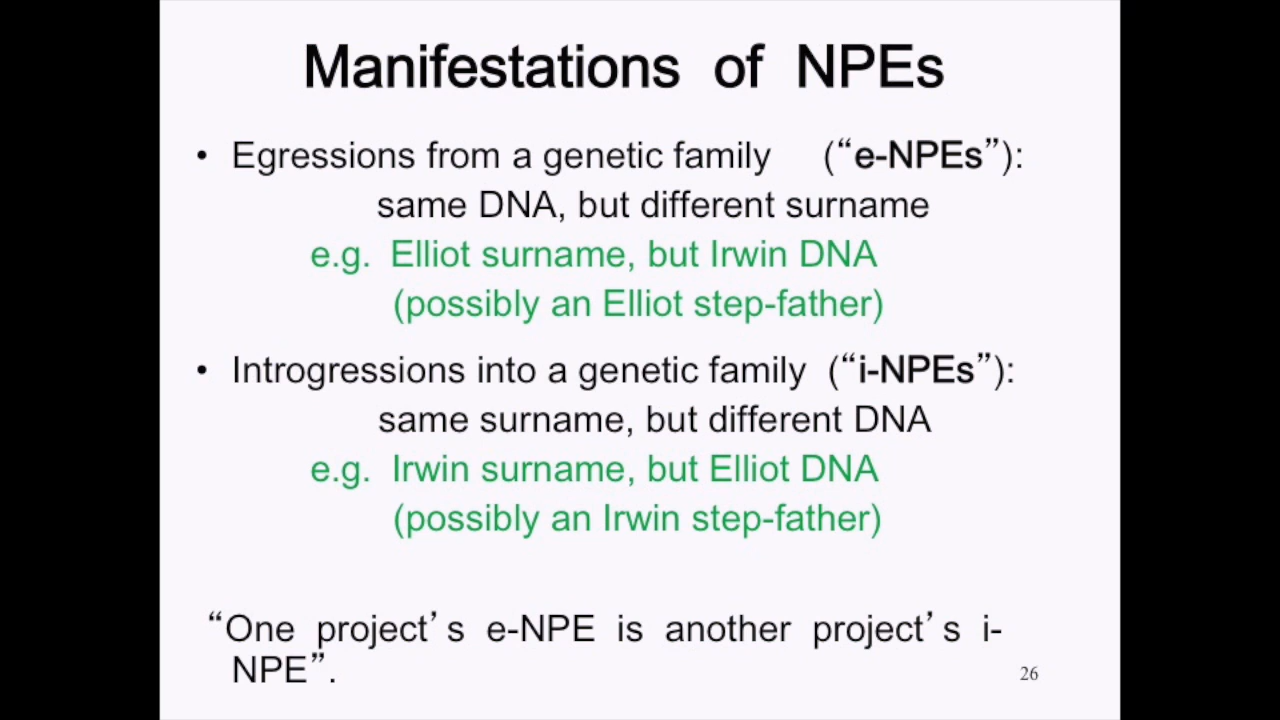 Manifestations of NPEs
• Egressions from a genetic family (“e-NPEs”):
same DNA, but different surname
e.g. Elliot surname, but Irwin DNA
(possibly an Elliot step-father)
• Introgressions into a genetic family (“i-NPEs”):
same surname, but different DNA
e.g. Irwin surname, but Elliot DNA
(possibly an Irwin step-father)
“One project’s e-NPE is another project’s i-
NPE”.
26